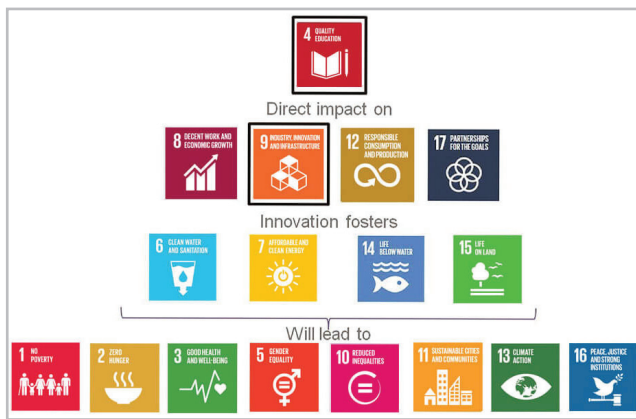 4 QUALITY
EDUCATION
Direct impact on
8 DECENT WORK AND
ECONOMIC GROWTH
9 INDUSTRY, INNOVATION
AND INFRASTRUCTURE
12 RESPONSIBLE
CONSUMPTION
AND PRODUCTION
17 PARTNERSHIPS
FOR THE GOALS
Innovation fosters
6 CLEAN WATER
AND SANITATION
7 AFFORDABLE AND
CLEAN ENERGY
14 LIFE
BELOW WATER
15 LIFE
ON LAND
Will lead to
1 NO
POVERTY
2 ZERO
HUNGER
3 GOOD HEALTH
AND WELL-BEING
5 GENDER
EQUALITY
10 REDUCED
INEQUALITIES
11 SUSTAINABLE CITIES
AND COMMUNITIES
13 CLIMATE
ACTION
16 PEACE, JUSTICE
AND STRONG
INSTITUTIONS